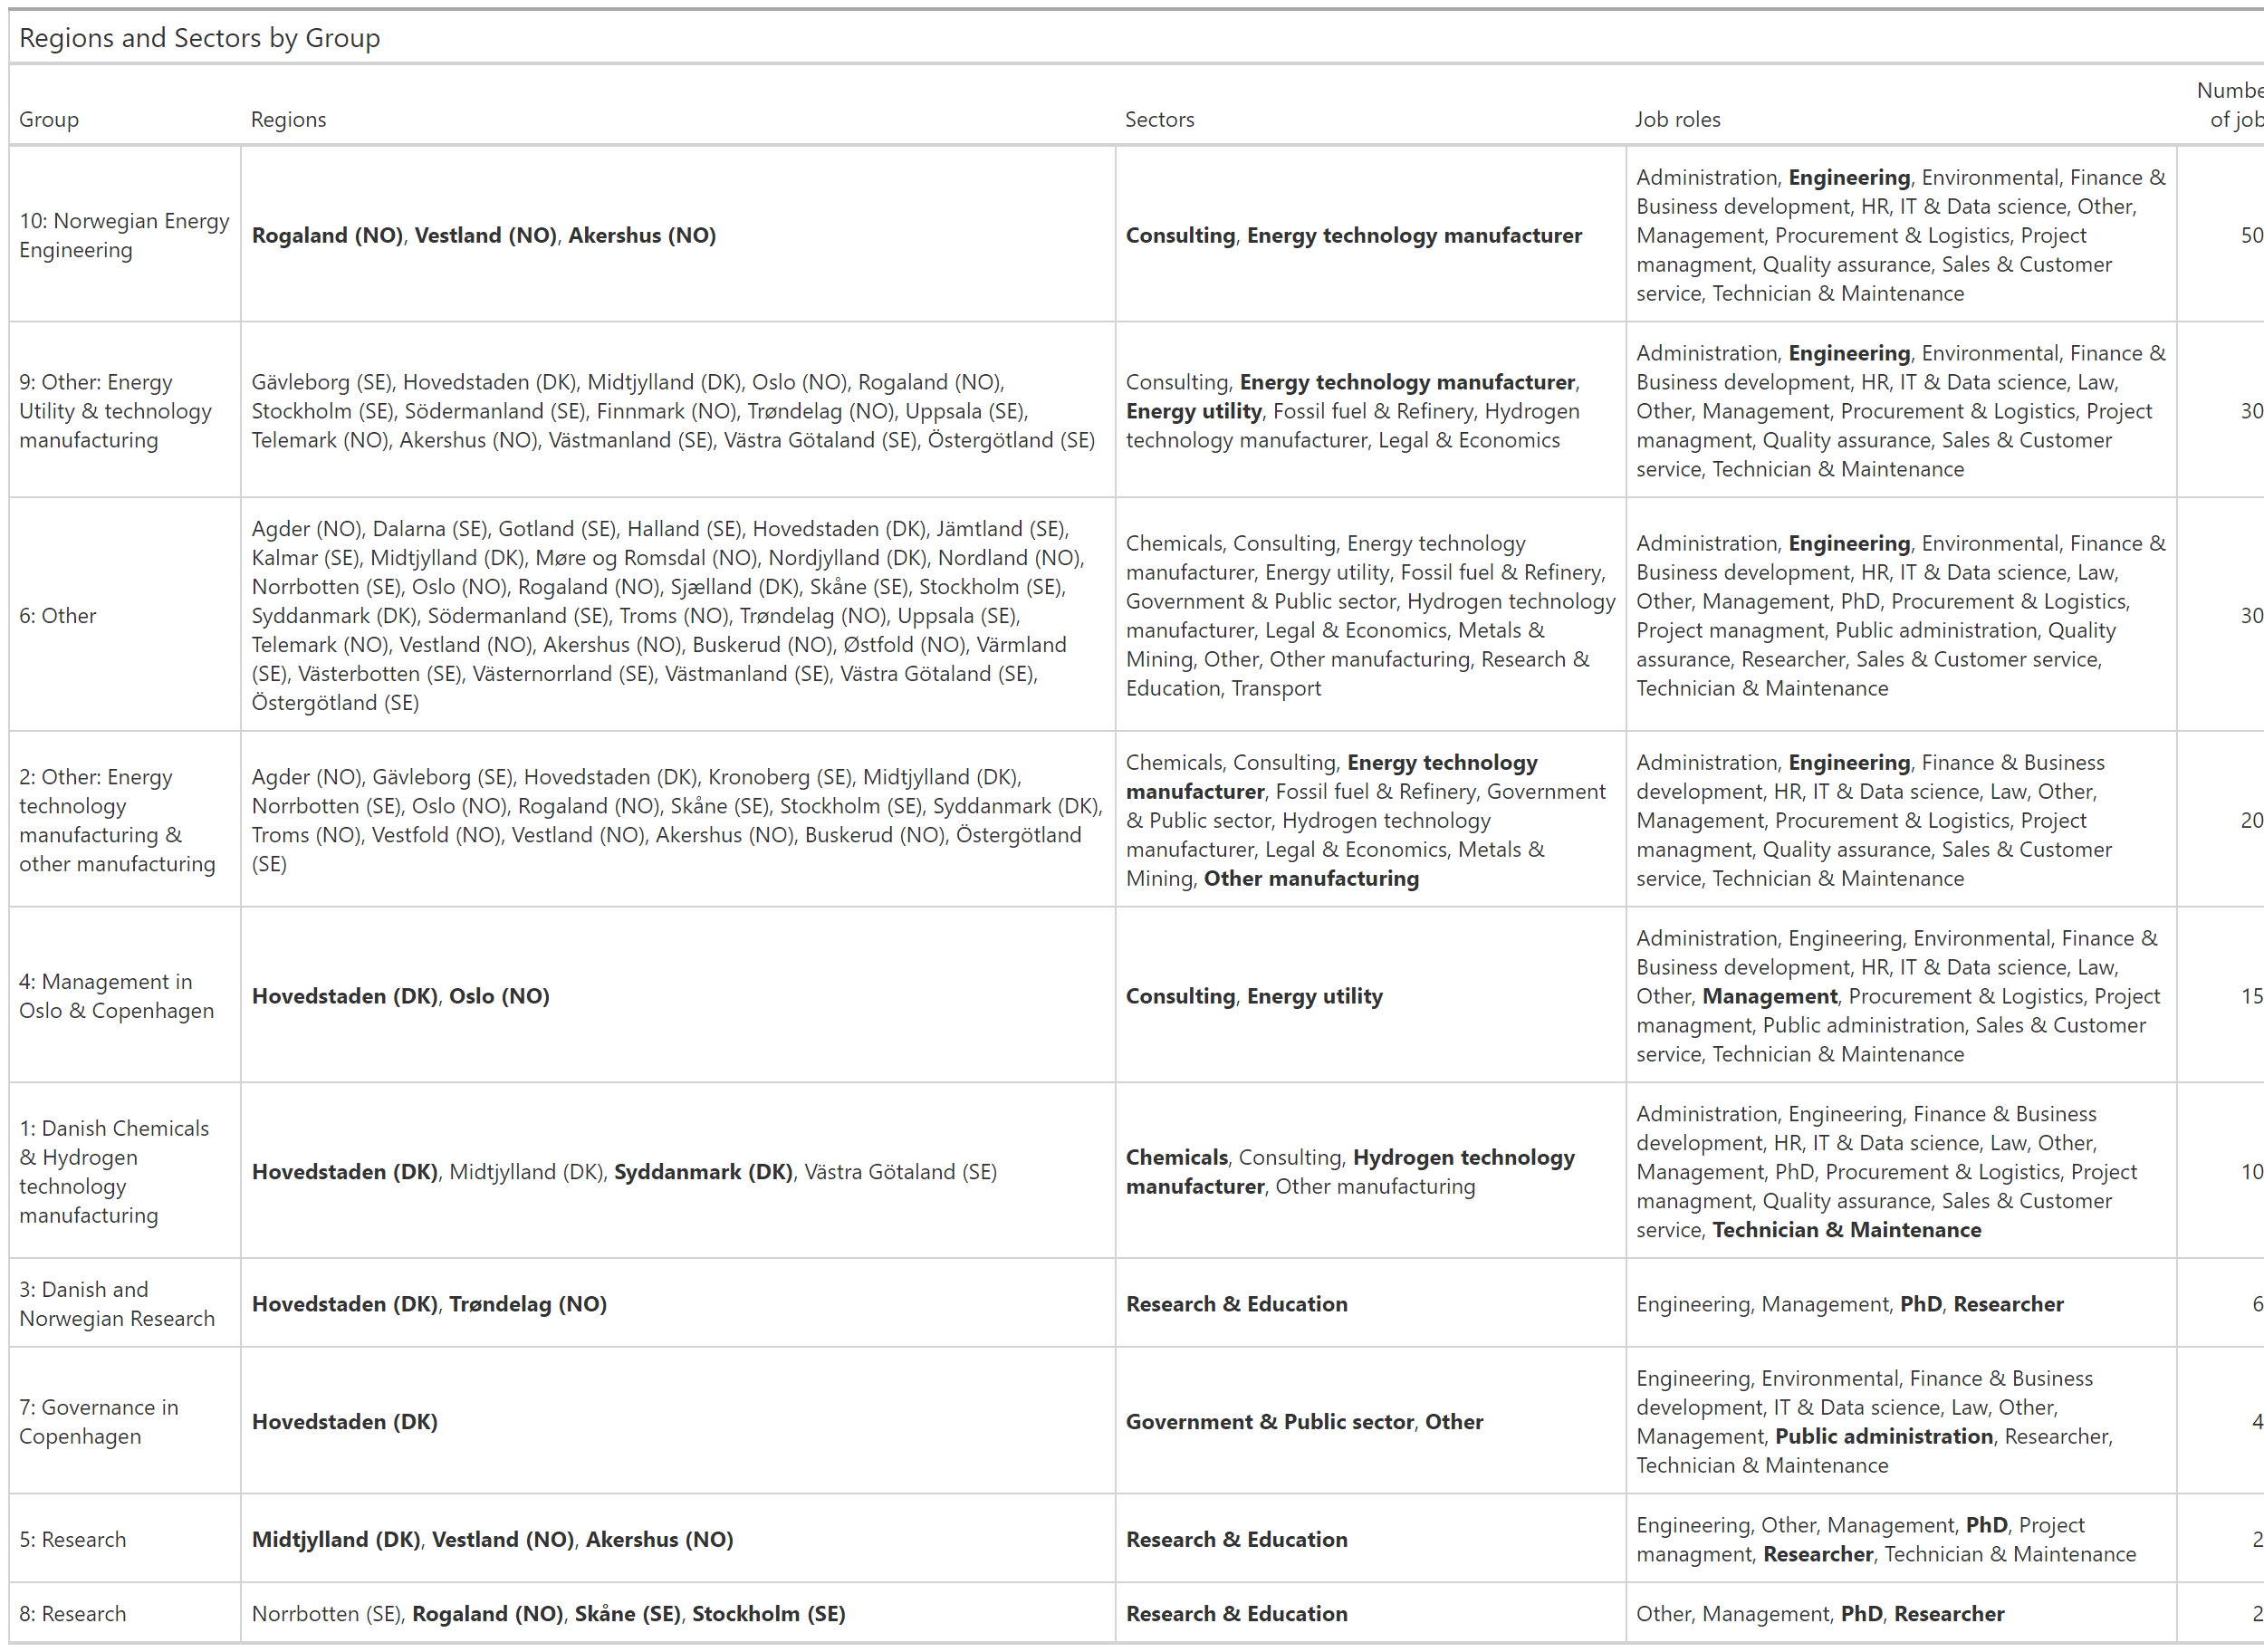 Regions and Sectors by Group
Group Regions Sectors Job roles Numbe
of job
10: Norwegian Energy
Engineering
Rogaland (NO), Vestland (NO), Akershus (NO)
Consulting, Energy technology manufacturer
Administration, Engineering, Environmental, Finance &
Business development, HR, IT & Data science, Other,
Management, Procurement & Logistics, Project
managment, Quality assurance, Sales & Customer
service, Technician & Maintenance
50
9: Other: Energy
Utility & technology
manufacturing
Gävleborg (SE), Hovedstaden (DK), Midtjylland (DK), Oslo (NO), Rogaland (NO),
Stockholm (SE), Södermanland (SE), Finnmark (NO), Trøndelag (NO), Uppsala (SE),
Telemark (NO), Akershus (NO), Västmanland (SE), Västra Götaland (SE), Östergötland (SE)
Consulting, Energy technology manufacturer,
Energy utility, Fossil fuel & Refinery, Hydrogen
technology manufacturer, Legal & Economics
Administration, Engineering, Environmental, Finance &
Business development, HR, IT & Data science, Law,
Other, Management, Procurement & Logistics, Project
managment, Quality assurance, Sales & Customer
service, Technician & Maintenance
30
6: Other
Agder (NO), Dalarna (SE), Gotland (SE), Halland (SE), Hovedstaden (DK), Jämtland (SE),
Kalmar (SE), Midtjylland (DK), Møre og Romsdal (NO), Nordjylland (DK), Nordland (NO),
Norrbotten (SE), Oslo (NO), Rogaland (NO), Sjælland (DK), Skåne (SE), Stockholm (SE),
Syddanmark (DK), Södermanland (SE), Troms (NO), Trøndelag (NO), Uppsala (SE),
Telemark (NO), Vestland (NO), Akershus (NO), Buskerud (NO), Østfold (NO), Värmland
(SE), Västerbotten (SE), Västernorrland (SE), Västmanland (SE), Västra Götaland (SE),
Östergötland (SE)
Chemicals, Consulting, Energy technology
manufacturer, Energy utility, Fossil fuel & Refinery,
Government & Public sector, Hydrogen technology
manufacturer, Legal & Economics, Metals &
Mining, Other, Other manufacturing, Research &
Education, Transport
Administration, Engineering, Environmental, Finance &
Business development, HR, IT & Data science, Law,
Other, Management, PhD, Procurement & Logistics,
Project managment, Public administration, Quality
assurance, Researcher, Sales & Customer service,
Technician & Maintenance
30
2: Other: Energy
technology
manufacturing &
other manufacturing
Agder (NO), Gävleborg (SE), Hovedstaden (DK), Kronoberg (SE), Midtjylland (DK),
Norrbotten (SE), Oslo (NO), Rogaland (NO), Skåne (SE), Stockholm (SE), Syddanmark (DK),
Troms (NO), Vestfold (NO), Vestland (NO), Akershus (NO), Buskerud (NO), Östergötland
(SE)
Chemicals, Consulting, Energy technology
manufacturer, Fossil fuel & Refinery, Government
& Public sector, Hydrogen technology
manufacturer, Legal & Economics, Metals &
Mining, Other manufacturing
Administration, Engineering, Finance & Business
development, HR, IT & Data science, Law, Other,
Management, Procurement & Logistics, Project
managment, Quality assurance, Sales & Customer
service, Technician & Maintenance
20
4: Management in
Oslo & Copenhagen
Hovedstaden (DK), Oslo (NO)
Consulting, Energy utility
Administration, Engineering, Environmental, Finance &
Business development, HR, IT & Data science, Law,
Other, Management, Procurement & Logistics, Project
managment, Public administration, Sales & Customer
service, Technician & Maintenance
15
1: Danish Chemicals
& Hydrogen
technology
manufacturing
Hovedstaden (DK), Midtjylland (DK), Syddanmark (DK), Västra Götaland (SE)
Chemicals, Consulting, Hydrogen technology
manufacturer, Other manufacturing
Administration, Engineering, Finance & Business
development, HR, IT & Data science, Law, Other,
Management, PhD, Procurement & Logistics, Project
managment, Quality assurance, Sales & Customer
service, Technician & Maintenance
10
3: Danish and
Norwegian Research
Hovedstaden (DK), Trøndelag (NO)
Research & Education
Engineering, Management, PhD, Researcher
6
7: Governance in
Copenhagen
Hovedstaden (DK)
Government & Public sector, Other
Engineering, Environmental, Finance & Business
development, IT & Data science, Law, Other,
Management, Public administration, Researcher,
Technician & Maintenance
4
5: Research
Midtjylland (DK), Vestland (NO), Akershus (NO)
Research & Education
Engineering, Other, Management, PhD, Project
managment, Researcher, Technician & Maintenance
2
8: Research
Norrbotten (SE), Rogaland (NO), Skåne (SE), Stockholm (SE)
Research & Education
Other, Management, PhD, Researcher
2